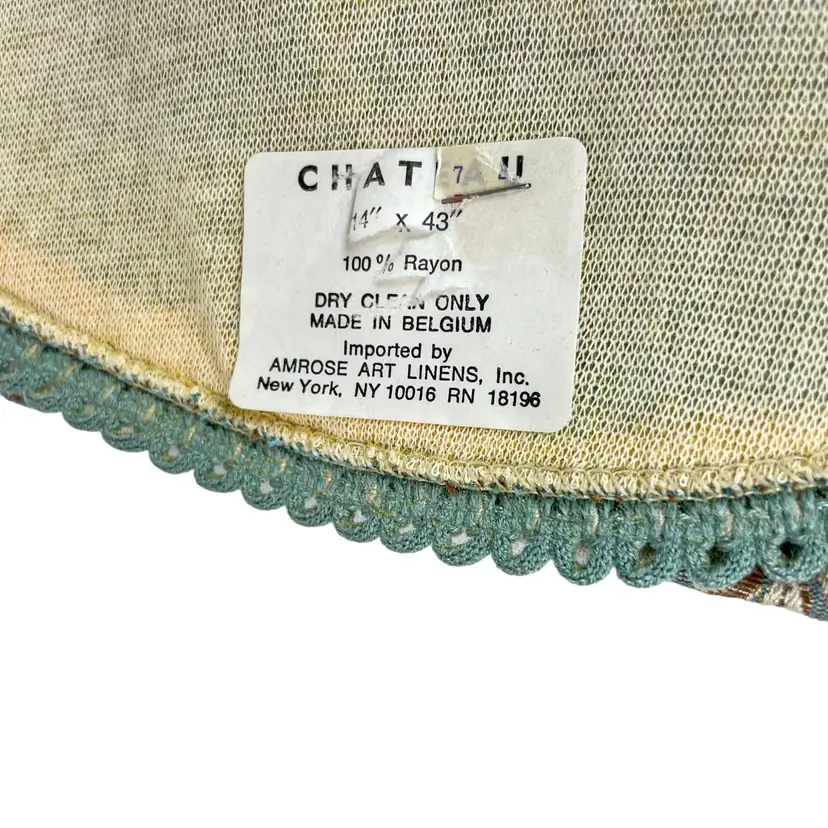 CHATEAU
14" X 43"
100% Rayon
DRY CLEAN ONLY
MADE IN BELGIUM
Imported by
AMROSE ART LINENS, Inc.
New York, NY 10016 RN 18196